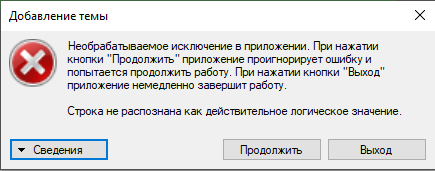 Добавление темы
Необрабатываемое исключение в приложении. При нажатии
кнопки "Продолжить" приложение проигнорирует ошибку и
попытается продолжить работу. При нажатии кнопки "Выход"
приложение немедленно завершит работу.
Строка не распознана как действительное логическое значение.
Сведения
Продолжить
Выход